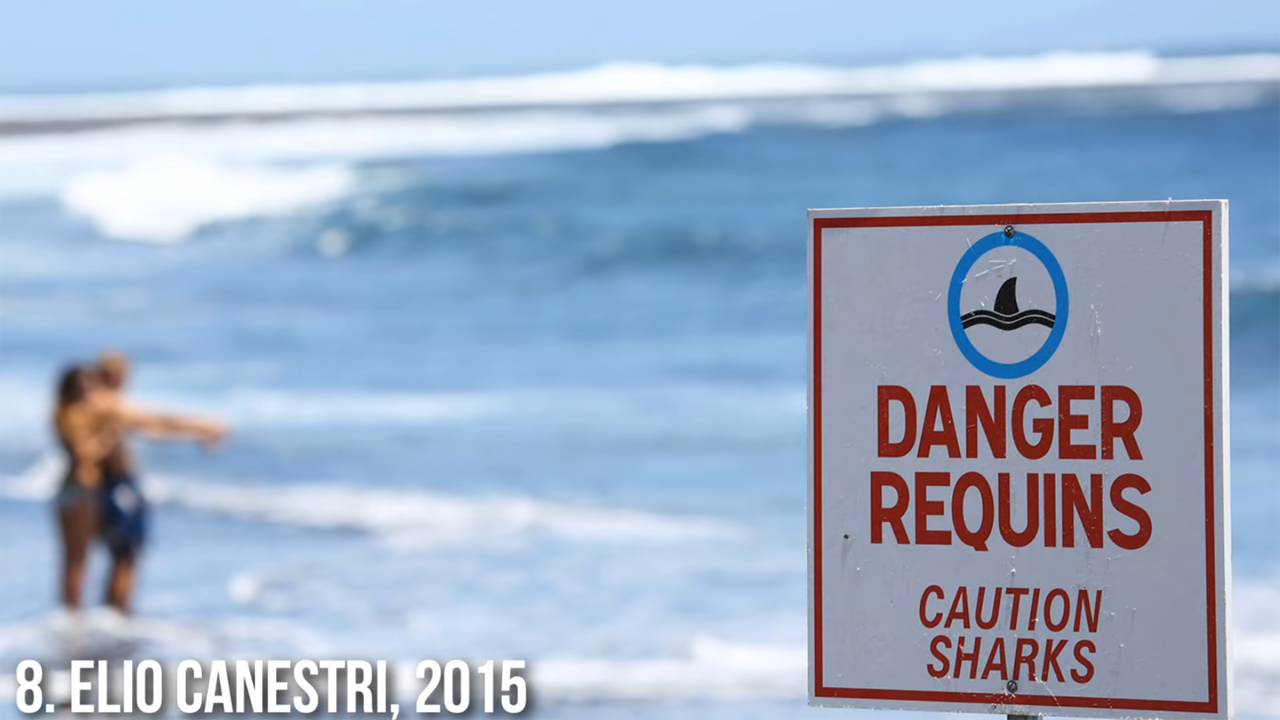 DANGER
REQUINS
CAUTION
SHARKS
8. ELIO CANESTRI, 2015